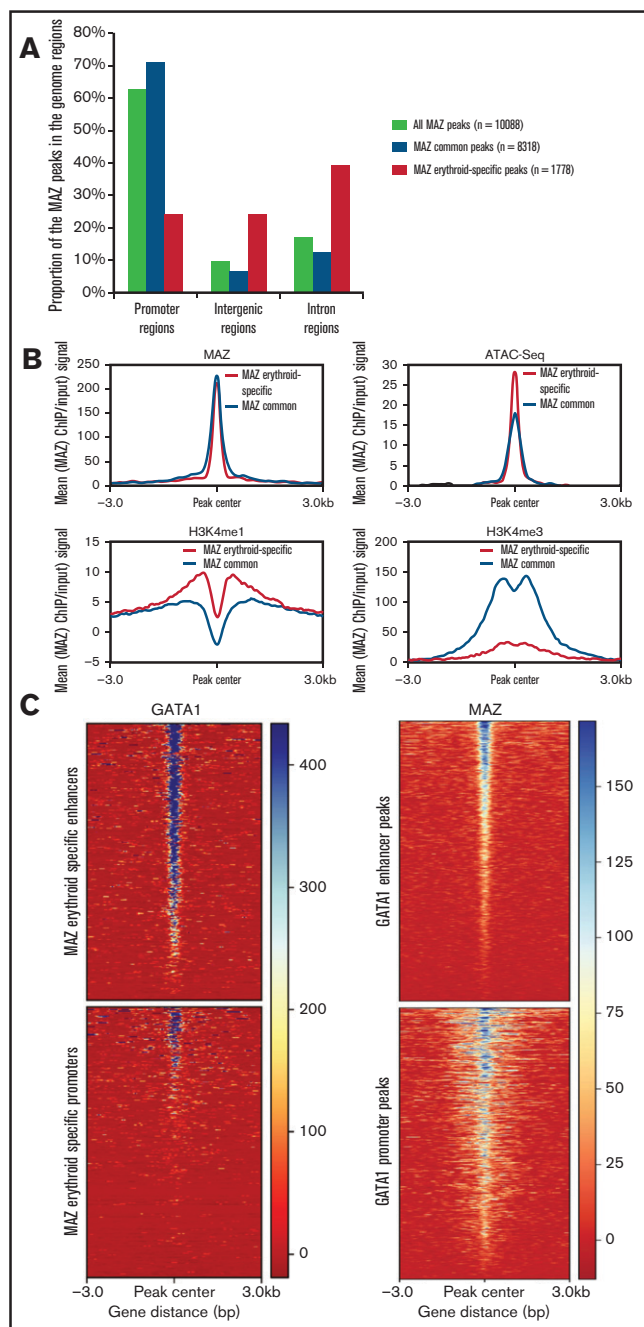 A
Proportion of the MAZ peaks in the genome regions
80%
70%
60%
50%
40%
30%
20%
10%
0%
Promoter
regions
Intergenic
regions
Intron
regions
All MAZ peaks (n = 10088)
MAZ common peaks (n = 8318)
MAZ erythroid-specific peaks (n = 1778)
B
MAZ
Mean (MAZ) ChIP/input) signal
250
200
150
100
50
0
MAZ erythroid-
specific
MAZ common
−3.0
Peak center
3.0kb
ATAC-Seq
Mean (MAZ) ChIP/input) signal
30
25
20
15
10
5
0
MAZ erythroid-
specific
MAZ common
−3.0
Peak center
3.0kb
H3K4me1
Mean (MAZ) ChIP/input) signal
15
10
5
0
−5
MAZ erythroid-specific
MAZ common
−3.0
Peak center
3.0kb
H3K4me3
Mean (MAZ) ChIP/input) signal
200
150
100
50
0
MAZ erythroid-specific
MAZ common
−3.0
Peak center
3.0kb
C
GATA1
MAZ erythroid specific enhancers
MAZ erythroid specific promoters
400
300
200
100
0
−3.0
Peak center
3.0kb
Gene distance (bp)
MAZ
GATA1 enhancer peaks
GATA1 promoter peaks
150
125
100
75
50
25
0
−3.0
Peak center
3.0kb
Gene distance (bp)